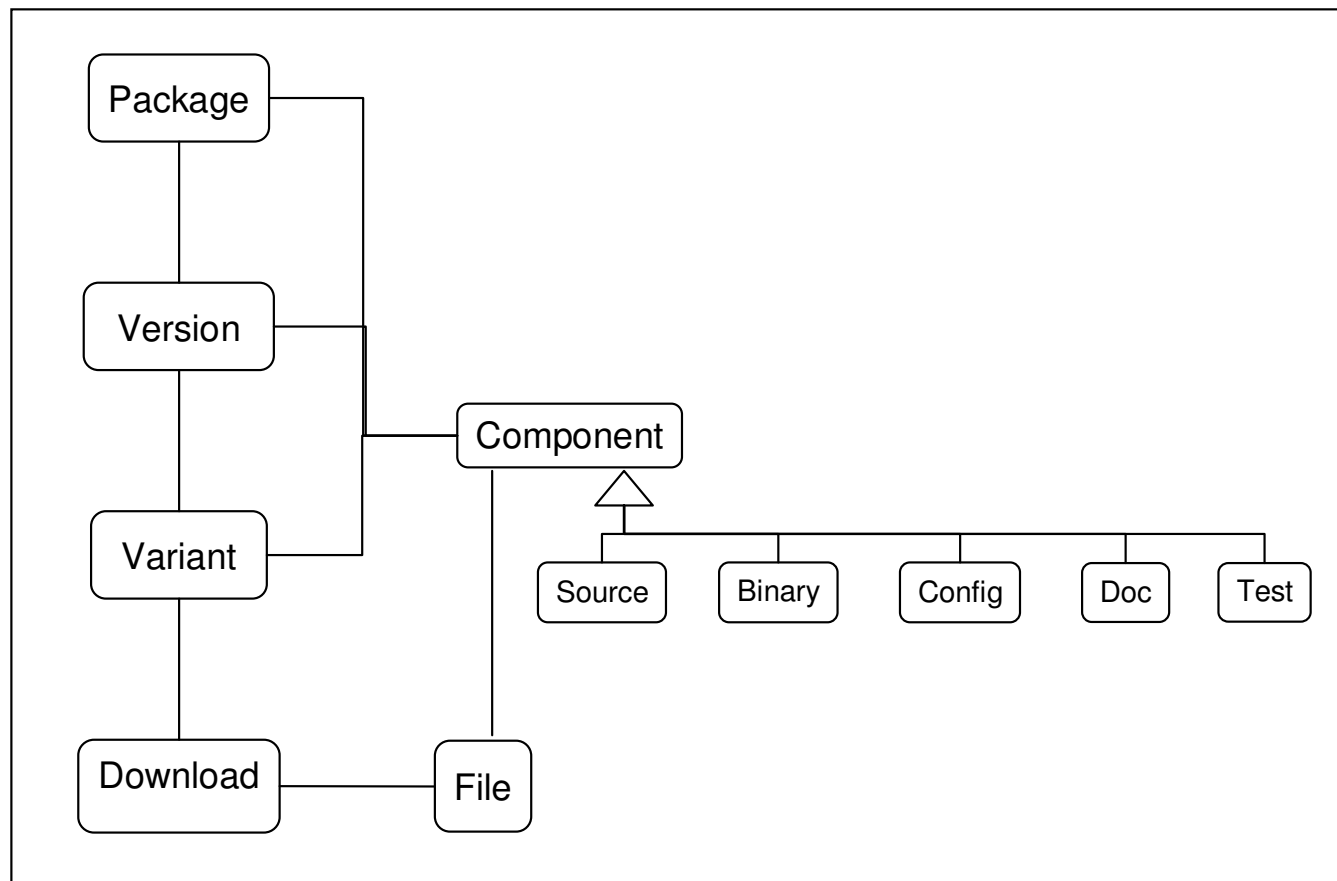 Package
Version
Component
Variant
Source
Binary
Config
Doc
Test
Download
File